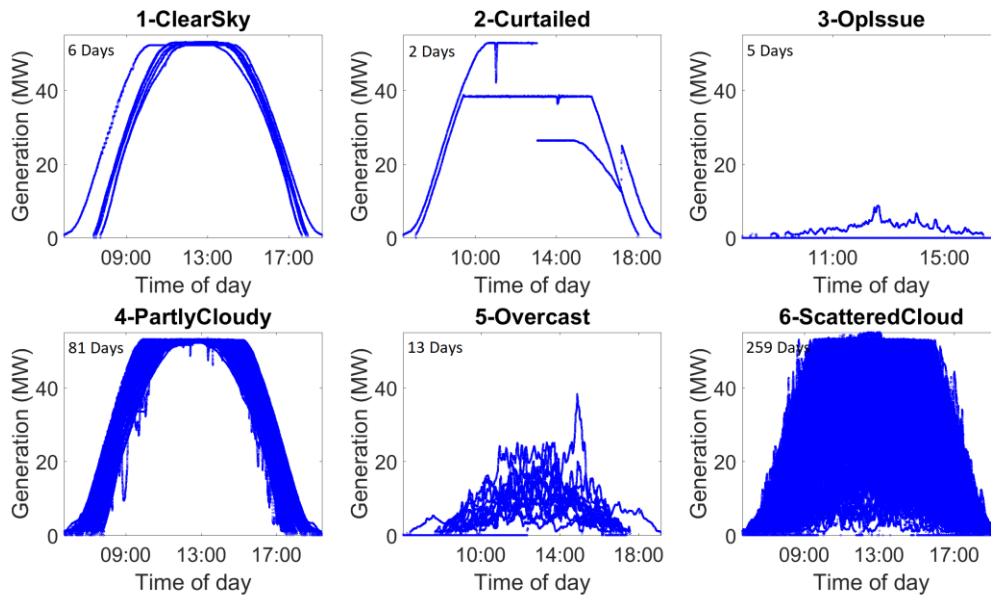 1-ClearSky
6 Days
Generation (MW)
40
20
0
09:00 13:00 17:00
Time of day
2-Curtailed
2 Days
Generation (MW)
40
20
0
10:00 14:00 18:00
Time of day
3-OpIssue
5 Days
Generation (MW)
40
20
0
11:00 15:00
Time of day
4-PartlyCloudy
81 Days
Generation (MW)
40
20
0
09:00 13:00 17:00
Time of day
5-Overcast
13 Days
Generation (MW)
40
20
0
10:00 14:00 18:00
Time of day
6-ScatteredCloud
259 Days
Generation (MW)
40
20
0
09:00 13:00 17:00
Time of day